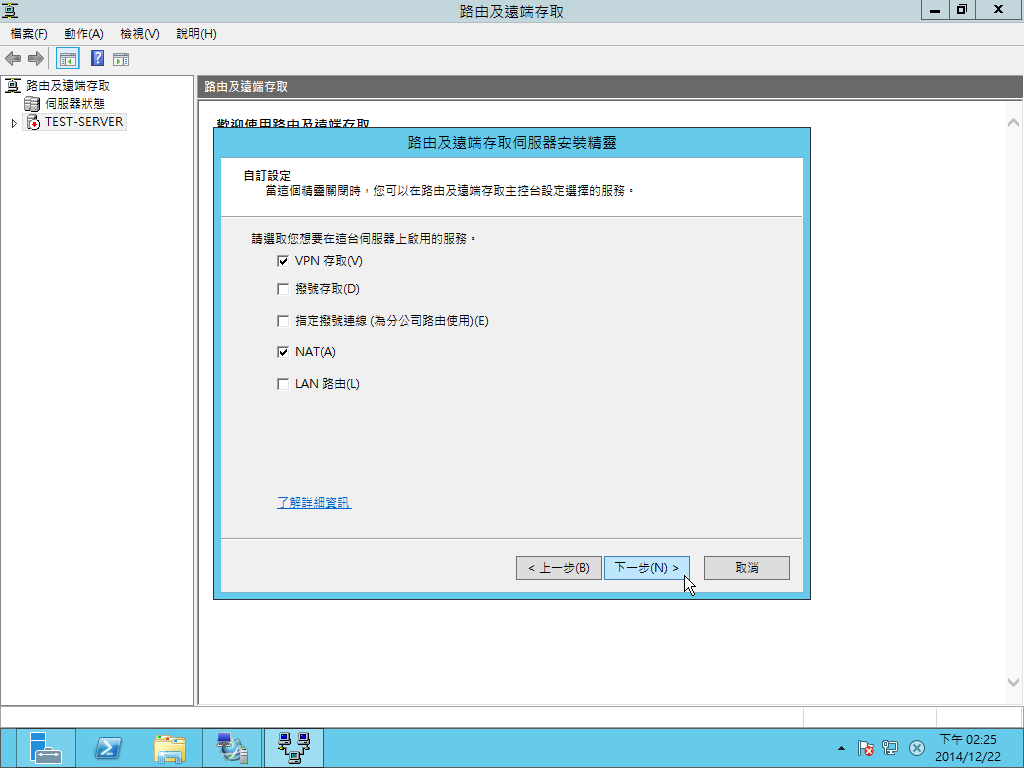 路由及遠端存取
檔案(F) 動作(A) 檢視(V) 說明(H)
路由及遠端存取
伺服器狀態
TEST-SERVER
路由及遠端存取
歡迎使用路由及遠端存取
路由及遠端存取伺服器安裝精靈
自訂設定
當這個精靈關閉時，您可以在路由及遠端存取主控台設定選擇的服務。
請選取您想要在這台伺服器上啟用的服務。
VPN 存取(V)
撥號存取(D)
指定撥號連線 (為分公司路由使用)(E)
NAT(A)
LAN 路由(L)
了解詳細資訊
< 上一步(B) 下一步(N) > 取消
下午 02:25
2014/12/22